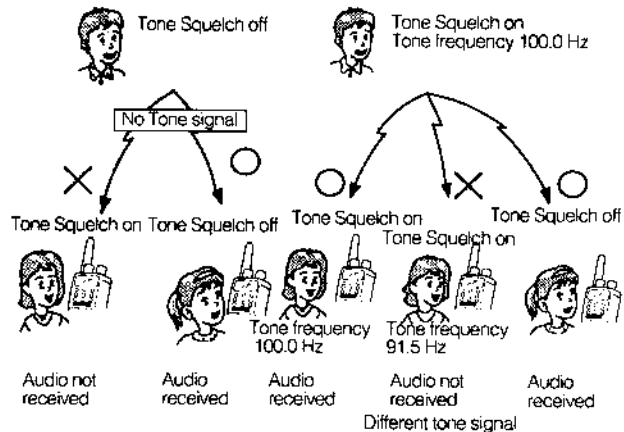 Tone Squelch off
Tone Squelch on
Tone frequency 100.0 Hz
No Tone signal
Tone Squelch on
Tone Squelch off
Tone Squelch on
Tone Squelch on
Tone Squelch off
Tone frequency
100.0 Hz
Tone frequency
91.5 Hz
Audio not
received
Audio
received
Audio
received
Audio not
received
Audio
received
Different tone signal